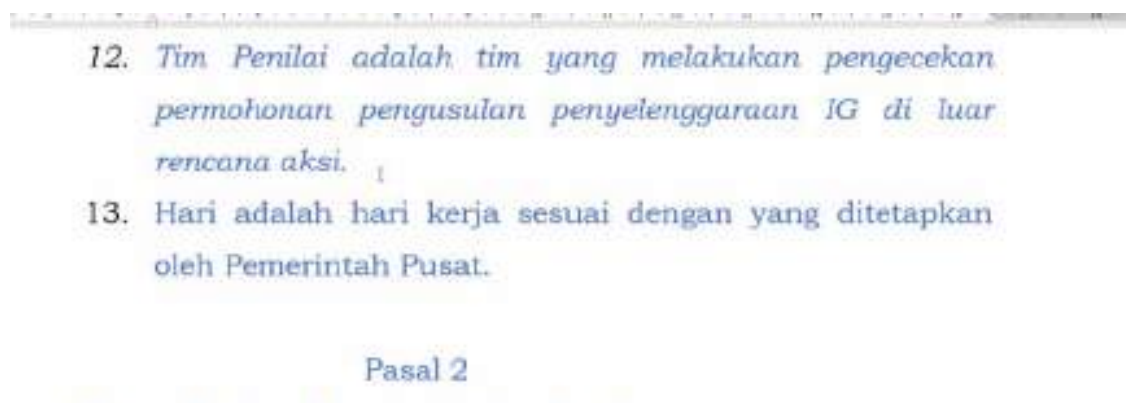 12. Tim Penilai adalah tim yang melakukan pengecekan
permohonan pengusulan penyelenggaraan IG di luar
rencana aksi.
13. Hari adalah hari kerja sesuai dengan yang ditetapkan
oleh Pemerintah Pusat.
Pasal 2